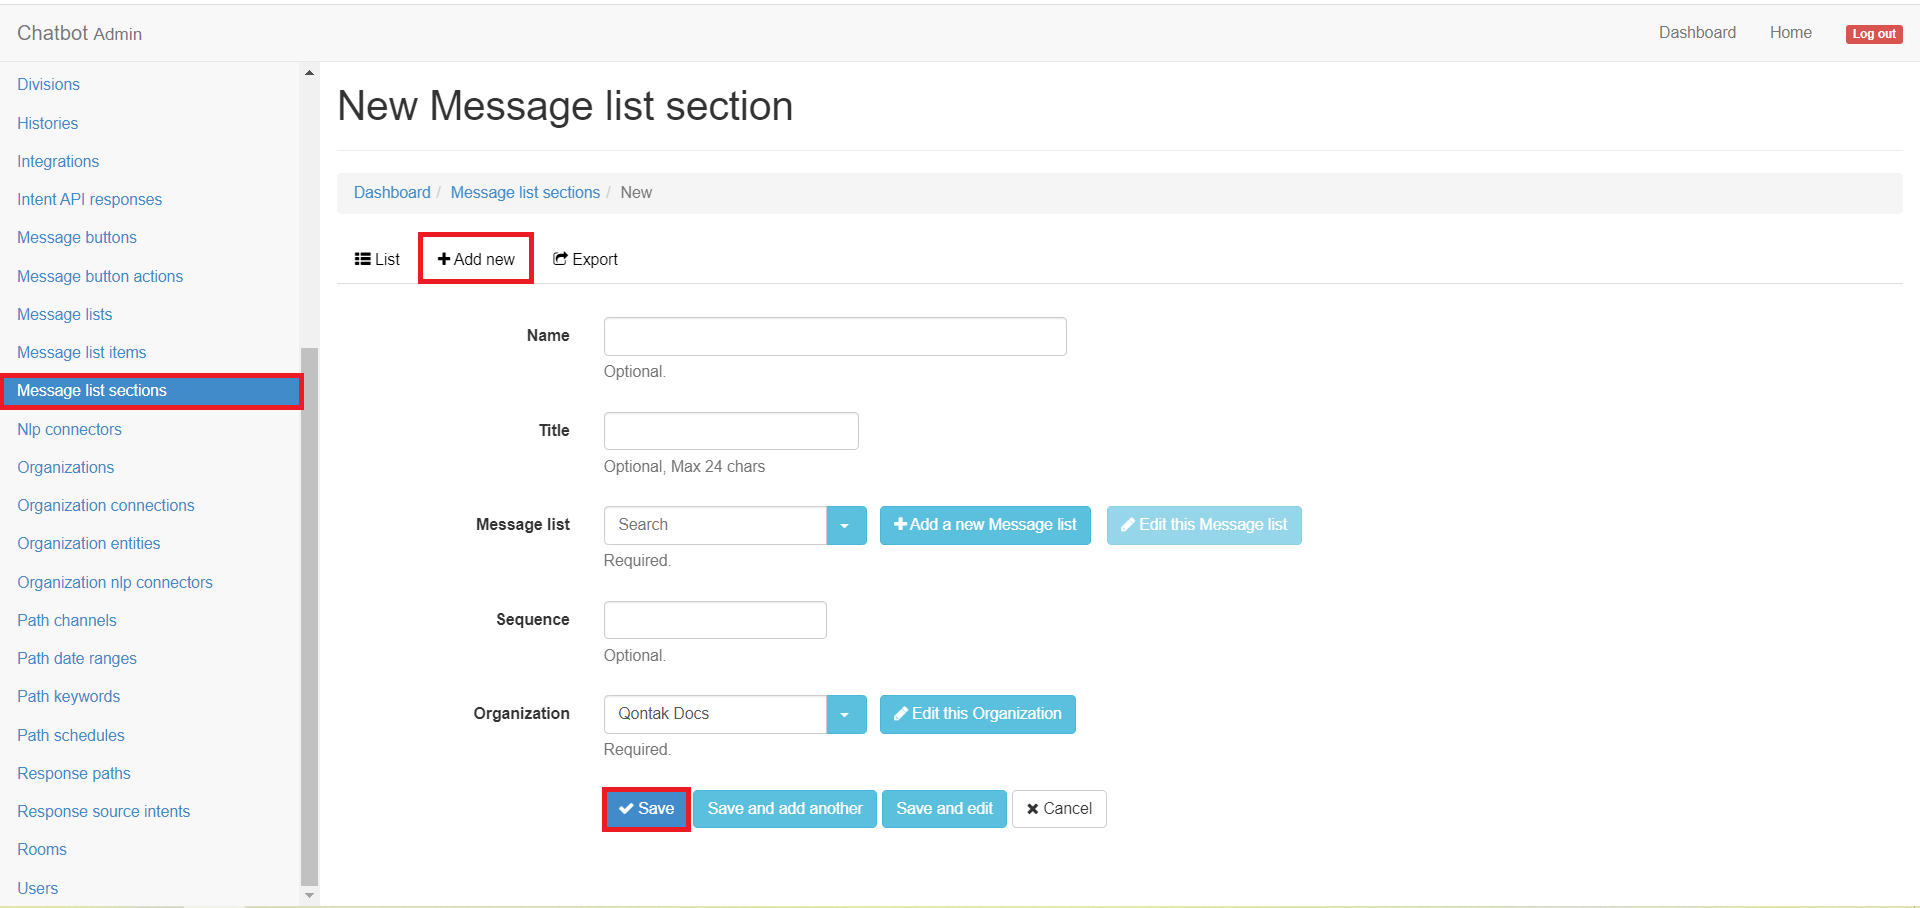 Chatbot Admin
Dashboard Home Log out
Divisions
Histories
Integrations
Intent API responses
Message buttons
Message button actions
Message lists
Message list items
Message list sections
Nlp connectors
Organizations
Organization connections
Organization entities
Organization nlp connectors
Path channels
Path date ranges
Path keywords
Path schedules
Response paths
Response source intents
Rooms
Users
New Message list section
Dashboard / Message list sections / New
List Add new Export
Name
Optional.
Title
Optional, Max 24 chars
Message list Search Add a new Message list Edit this Message list
Required.
Sequence
Optional.
Organization Qontak Docs Edit this Organization
Required.
Save Save and add another Save and edit Cancel